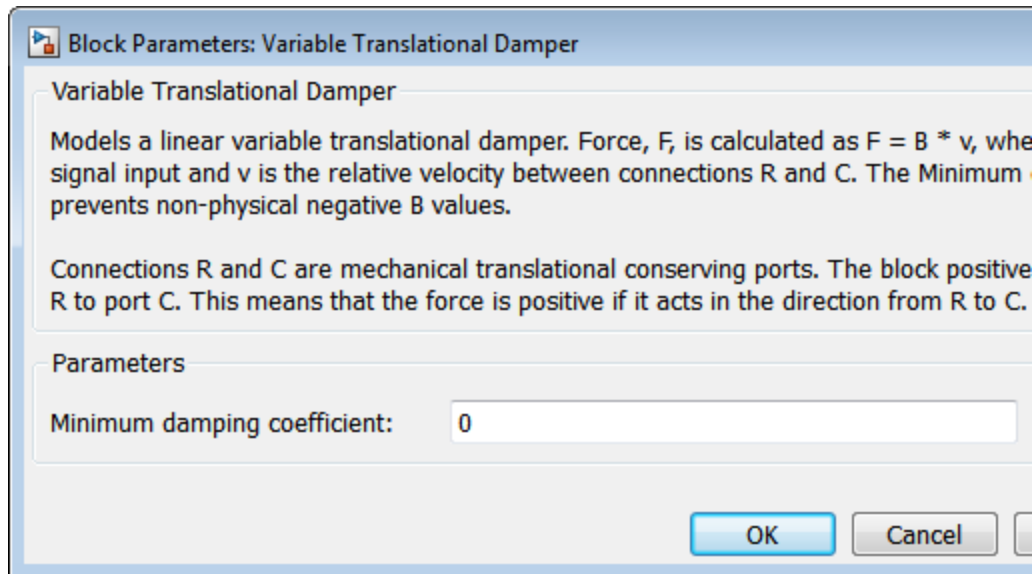 Block Parameters: Variable Translational Damper
Variable Translational Damper
Models a linear variable translational damper. Force, F, is calculated as F = B * v, whe
signal input and v is the relative velocity between connections R and C. The Minimum
prevents non-physical negative B values.
Connections R and C are mechanical translational conserving ports. The block positive
R to port C. This means that the force is positive if it acts in the direction from R to C.
Parameters
Minimum damping coefficient:
0
OK
Cancel